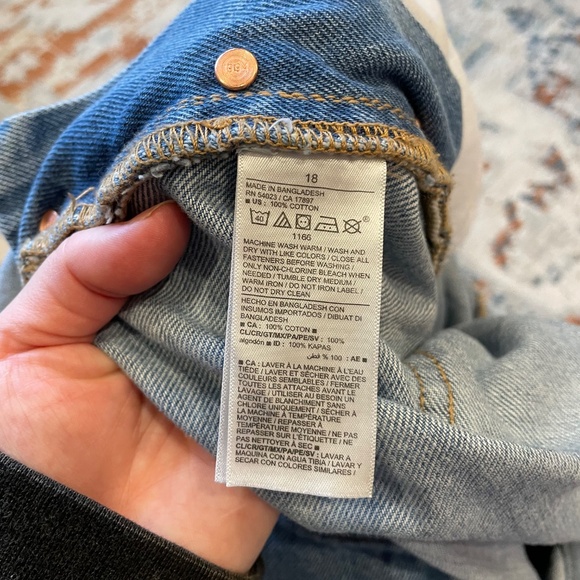 18
MADE IN BANGLADESH
RN 54023 / CA 17897
■ US : 100% COTTON
40
1166
MACHINE WASH WARM / WASH AND
DRY WITH LIKE COLORS / CLOSE ALL
FASTENERS BEFORE WASHING /
ONLY NON-CHLORINE BLEACH WHEN
NEEDED / TUMBLE DRY MEDIUM /
WARM IRON / DO NOT IRON LABEL /
DO NOT DRY CLEAN
HECHO EN BANGLADESH CON
INSUMOS IMPORTADOS / DIBUAT DI
BANGLADESH
■ CA : 100% COTON ■
CL/CR/GT/MX/PA/PE/SV : 100%
algodón ■ ID : 100% KAPAS
■ AE : 100 % قطن
■ CA : LAVER À LA MACHINE À L'EAU
TIÈDE / LAVER ET SÉCHER AVEC DES
COULEURS SEMBLABLES / FERMER
TOUTES LES ATTACHES AVANT LE
LAVAGE / UTILISER AU BESOIN UN
AGENT DE BLANCHIMENT SANS
CHLORE UNIQUEMENT / SÉCHER À
LA MACHINE À TEMPÉRATURE
MOYENNE / REPASSER À
TEMPÉRATURE MOYENNE / NE PAS
REPASSER SUR L'ÉTIQUETTE / NE
PAS NETTOYER À SEC ■
CL/CR/GT/MX/PA/PE/SV : LAVAR A
MAQUINA CON AGUA TIBIA / LAVAR Y
SECAR CON COLORES SIMILARES /